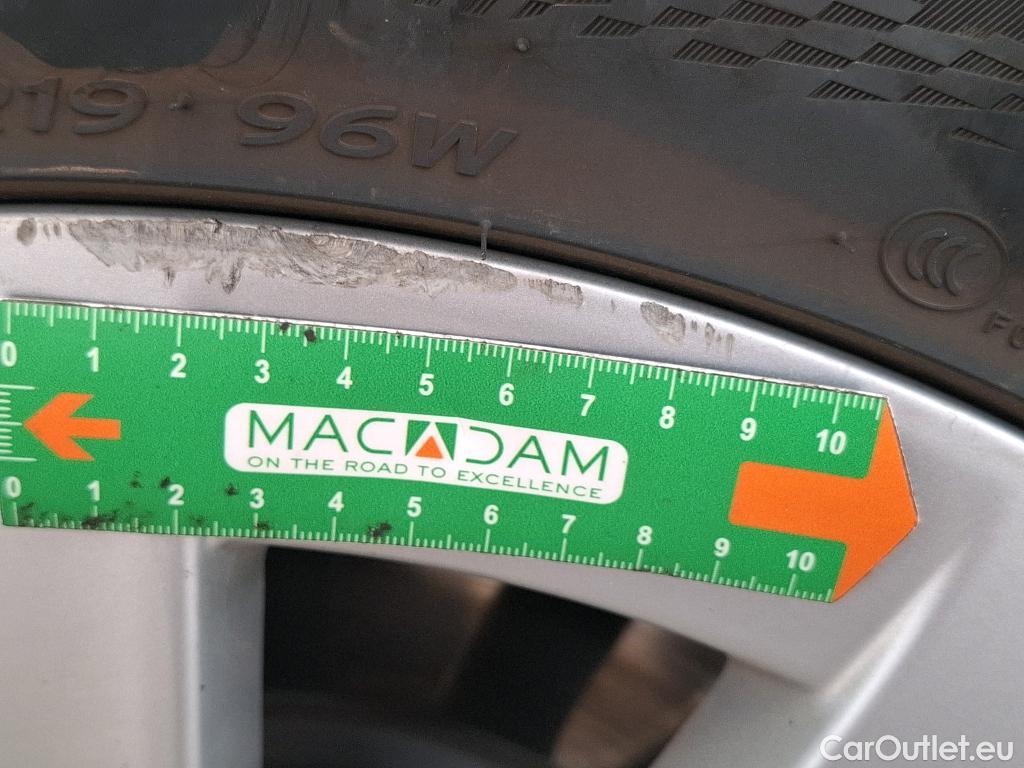 R19 96W
0 1 2 3 4 5 6 7 8 9 10
MACADAM
ON THE ROAD TO EXCELLENCE
0 1 2 3 4 5 6 7 8 9 10
CarOutlet.eu